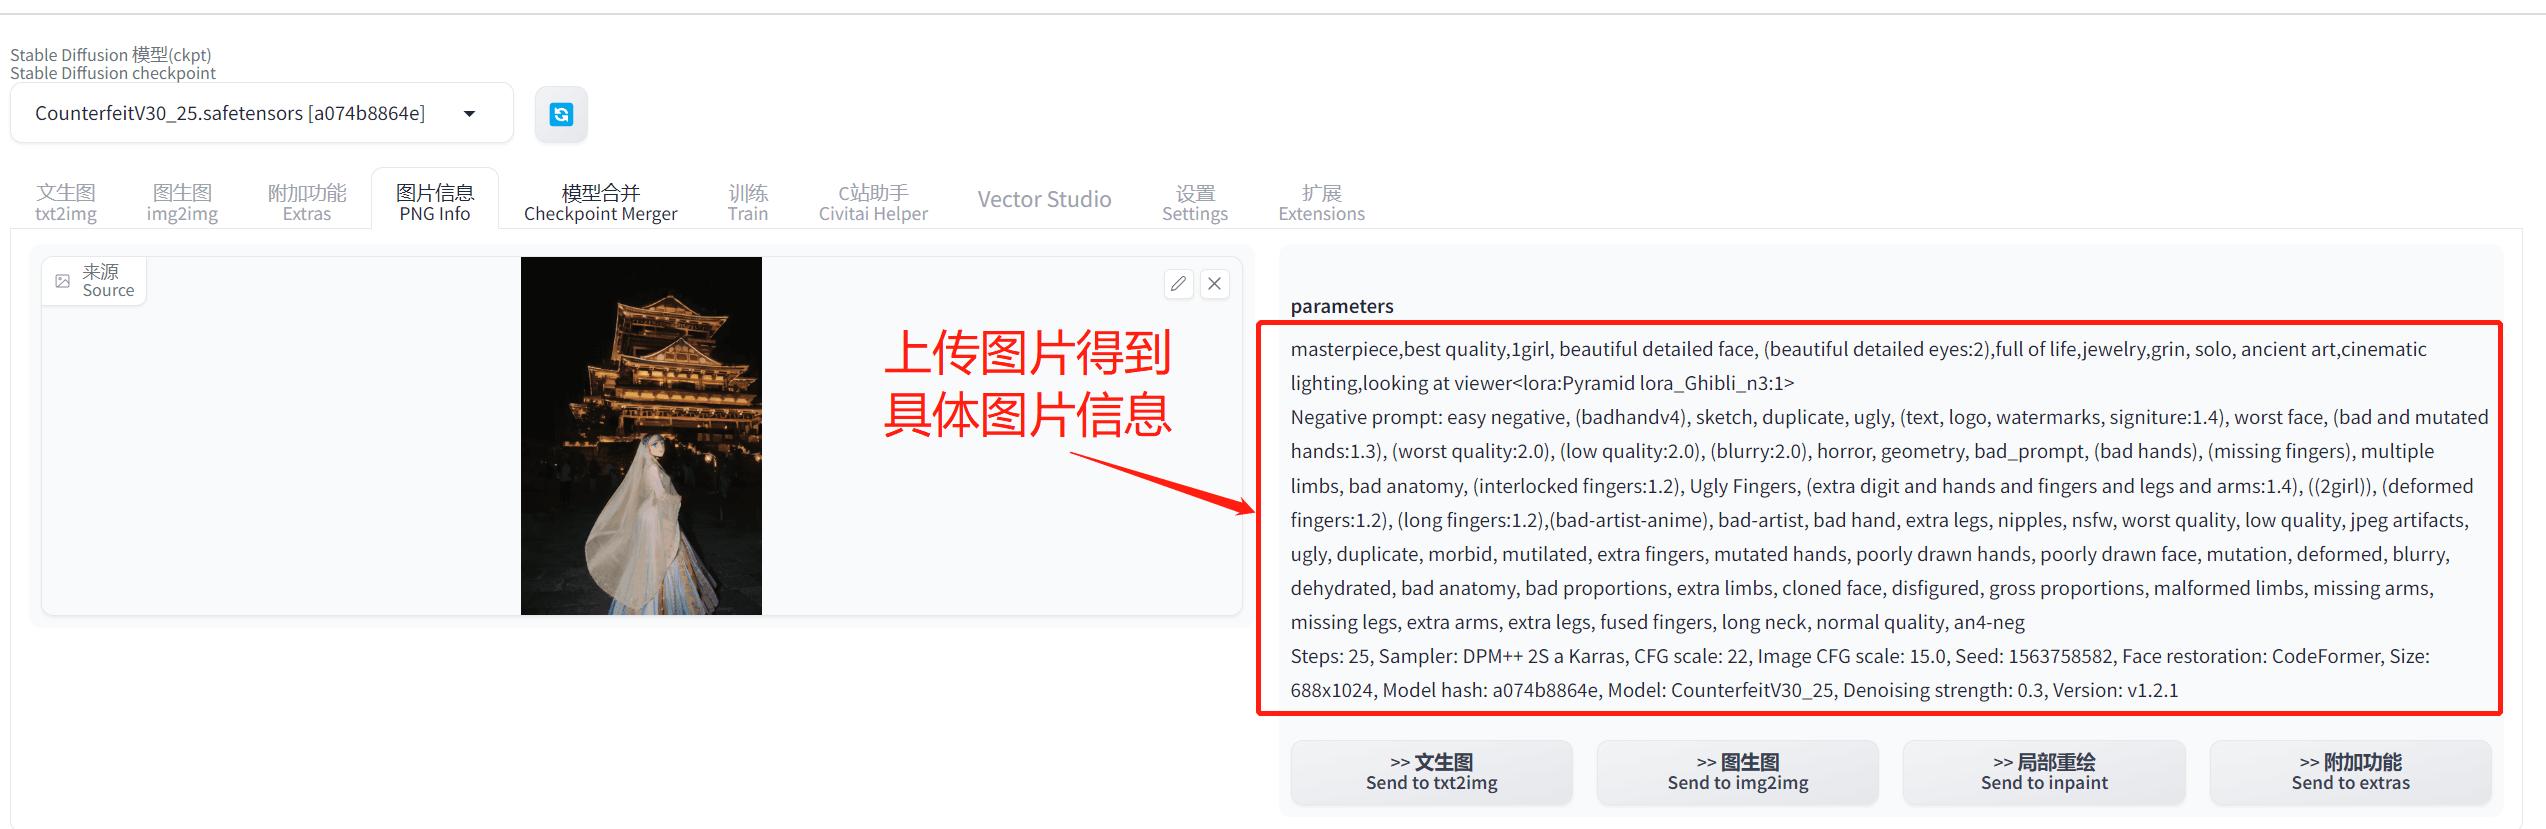 Stable Diffusion 模型(ckpt)
Stable Diffusion checkpoint
CounterfeitV30_25.safetensors [a074b8864e]
文生图
txt2img
图生图
img2img
附加功能
Extras
图片信息
PNG Info
模型合并
Checkpoint Merger
训练
Train
C站助手
Civitai Helper
Vector Studio
设置
Settings
扩展
Extensions
来源
Source
上传图片得到
具体图片信息
parameters
masterpiece,best quality,1girl, beautiful detailed face, (beautiful detailed eyes:2),full of life,jewelry,grin, solo, ancient art,cinematic
lighting,looking at viewer<lora:Pyramid lora_Ghibli_n3:1>
Negative prompt: easy negative, (badhandv4), sketch, duplicate, ugly, (text, logo, watermarks, signiture:1.4), worst face, (bad and mutated
hands:1.3), (worst quality:2.0), (low quality:2.0), (blurry:2.0), horror, geometry, bad_prompt, (bad hands), (missing fingers), multiple
limbs, bad anatomy, (interlocked fingers:1.2), Ugly Fingers, (extra digit and hands and fingers and legs and arms:1.4), ((2girl)), (deformed
fingers:1.2), (long fingers:1.2),(bad-artist-anime), bad-artist, bad hand, extra legs, nipples, nsfw, worst quality, low quality, jpeg artifacts,
ugly, duplicate, morbid, mutilated, extra fingers, mutated hands, poorly drawn hands, poorly drawn face, mutation, deformed, blurry,
dehydrated, bad anatomy, bad proportions, extra limbs, cloned face, disfigured, gross proportions, malformed limbs, missing arms,
missing legs, extra arms, extra legs, fused fingers, long neck, normal quality, an4-neg
Steps: 25, Sampler: DPM++ 2S a Karras, CFG scale: 22, Image CFG scale: 15.0, Seed: 1563758582, Face restoration: CodeFormer, Size:
688x1024, Model hash: a074b8864e, Model: CounterfeitV30_25, Denoising strength: 0.3, Version: v1.2.1
>> 文生图
Send to txt2img
>> 图生图
Send to img2img
>> 局部重绘
Send to inpaint
>> 附加功能
Send to extras